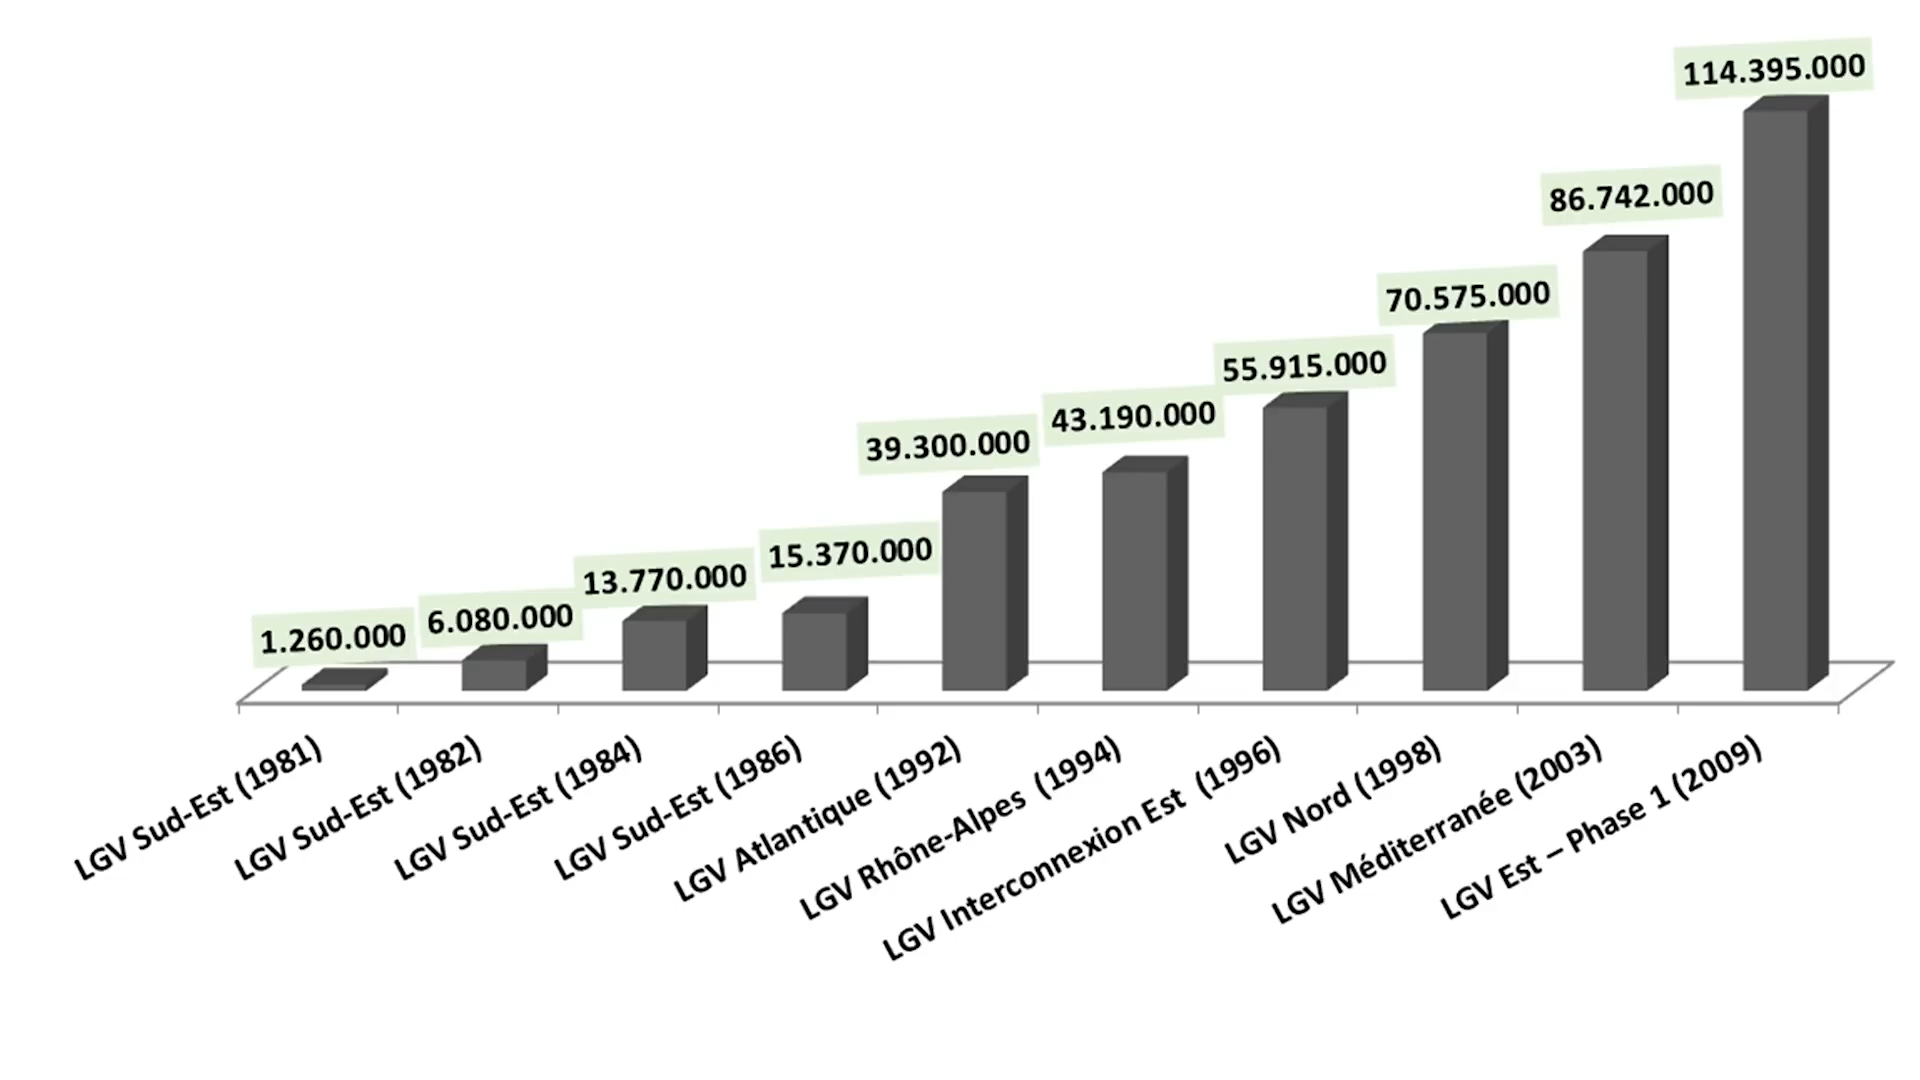 114.395.000
86.742.000
70.575.000
55.915.000
43.190.000
39.300.000
15.370.000
13.770.000
6.080.000
1.260.000
LGV Sud-Est (1981)
LGV Sud-Est (1982)
LGV Sud-Est (1984)
LGV Sud-Est (1986)
LGV Atlantique (1992)
LGV Rhône-Alpes (1994)
LGV Interconnexion Est (1996)
LGV Nord (1998)
LGV Méditerranée (2003)
LGV Est – Phase 1 (2009)